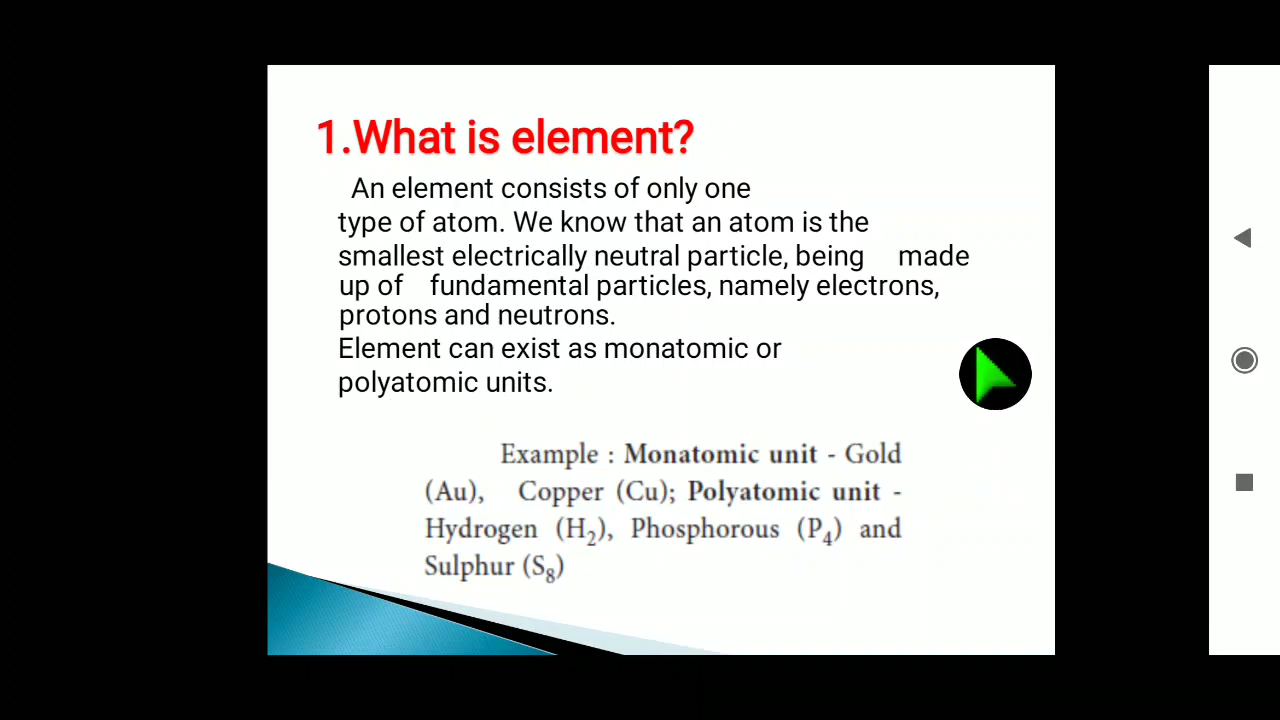 1.What is element?
An element consists of only one
type of atom. We know that an atom is the
smallest electrically neutral particle, being made
up of fundamental particles, namely electrons,
protons and neutrons.
Element can exist as monatomic or
polyatomic units.
Example : Monatomic unit - Gold
(Au), Copper (Cu); Polyatomic unit -
Hydrogen (H₂), Phosphorous (P₄) and
Sulphur (S₈)